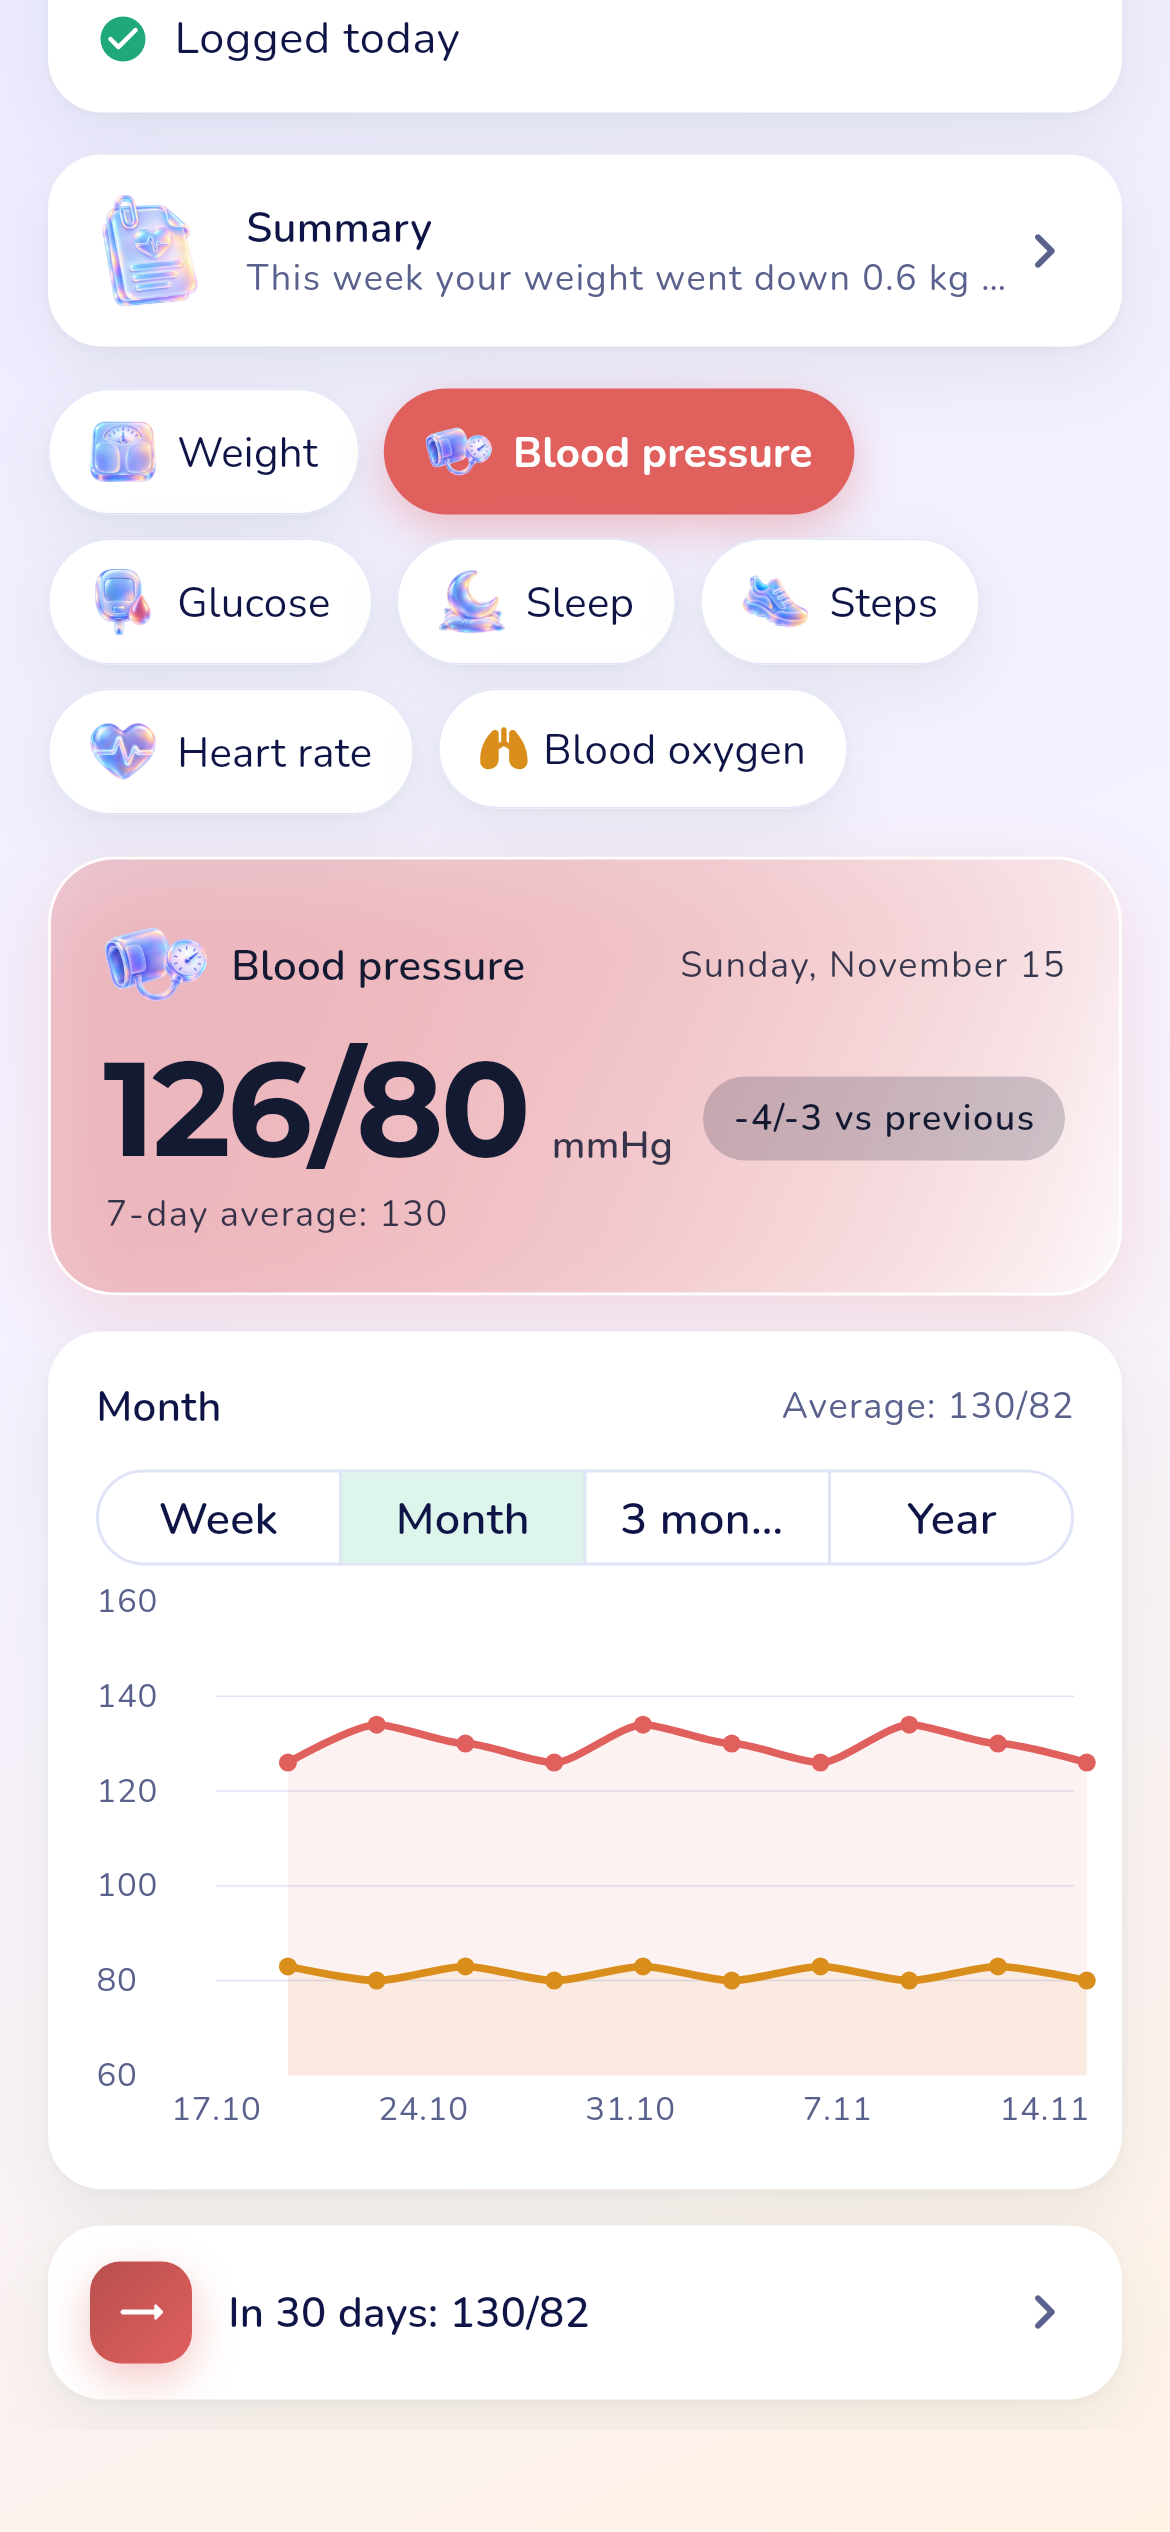 Logged today
Summary
This week your weight went down 0.6 kg ...
Weight
Blood pressure
Glucose
Sleep
Steps
Heart rate
Blood oxygen
Blood pressure
Sunday, November 15
126/80 mmHg
-4/-3 vs previous
7-day average: 130
Month
Average: 130/82
Week
Month
3 mon...
Year
160
140
120
100
80
60
17.10
24.10
31.10
7.11
14.11
In 30 days: 130/82